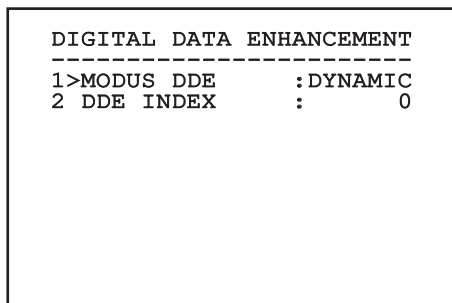 DIGITAL DATA ENHANCEMENT
------------------------
1>MODUS DDE     :DYNAMIC
2 DDE INDEX     :      0